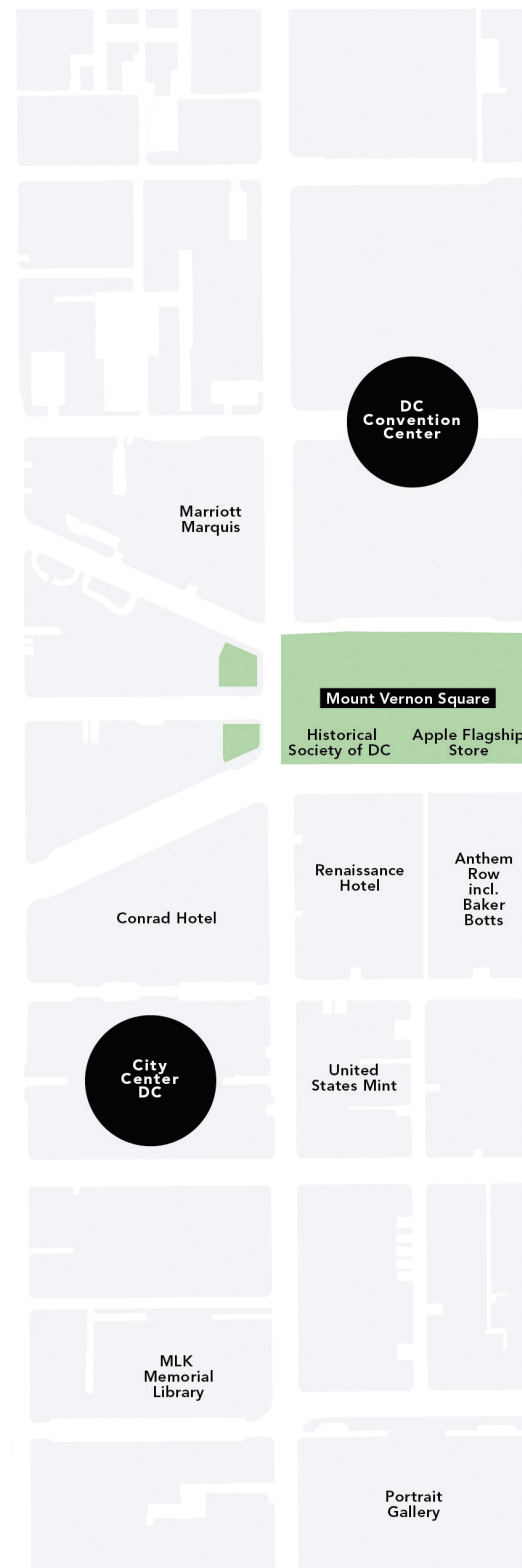 DC
Convention
Center
Marriott
Marquis
Mount Vernon Square
Historical
Society of DC
Apple Flagship
Store
Renaissance
Hotel
Anthem
Row
incl.
Baker
Botts
Conrad Hotel
City
Center
DC
United
States Mint
MLK
Memorial
Library
Portrait
Gallery